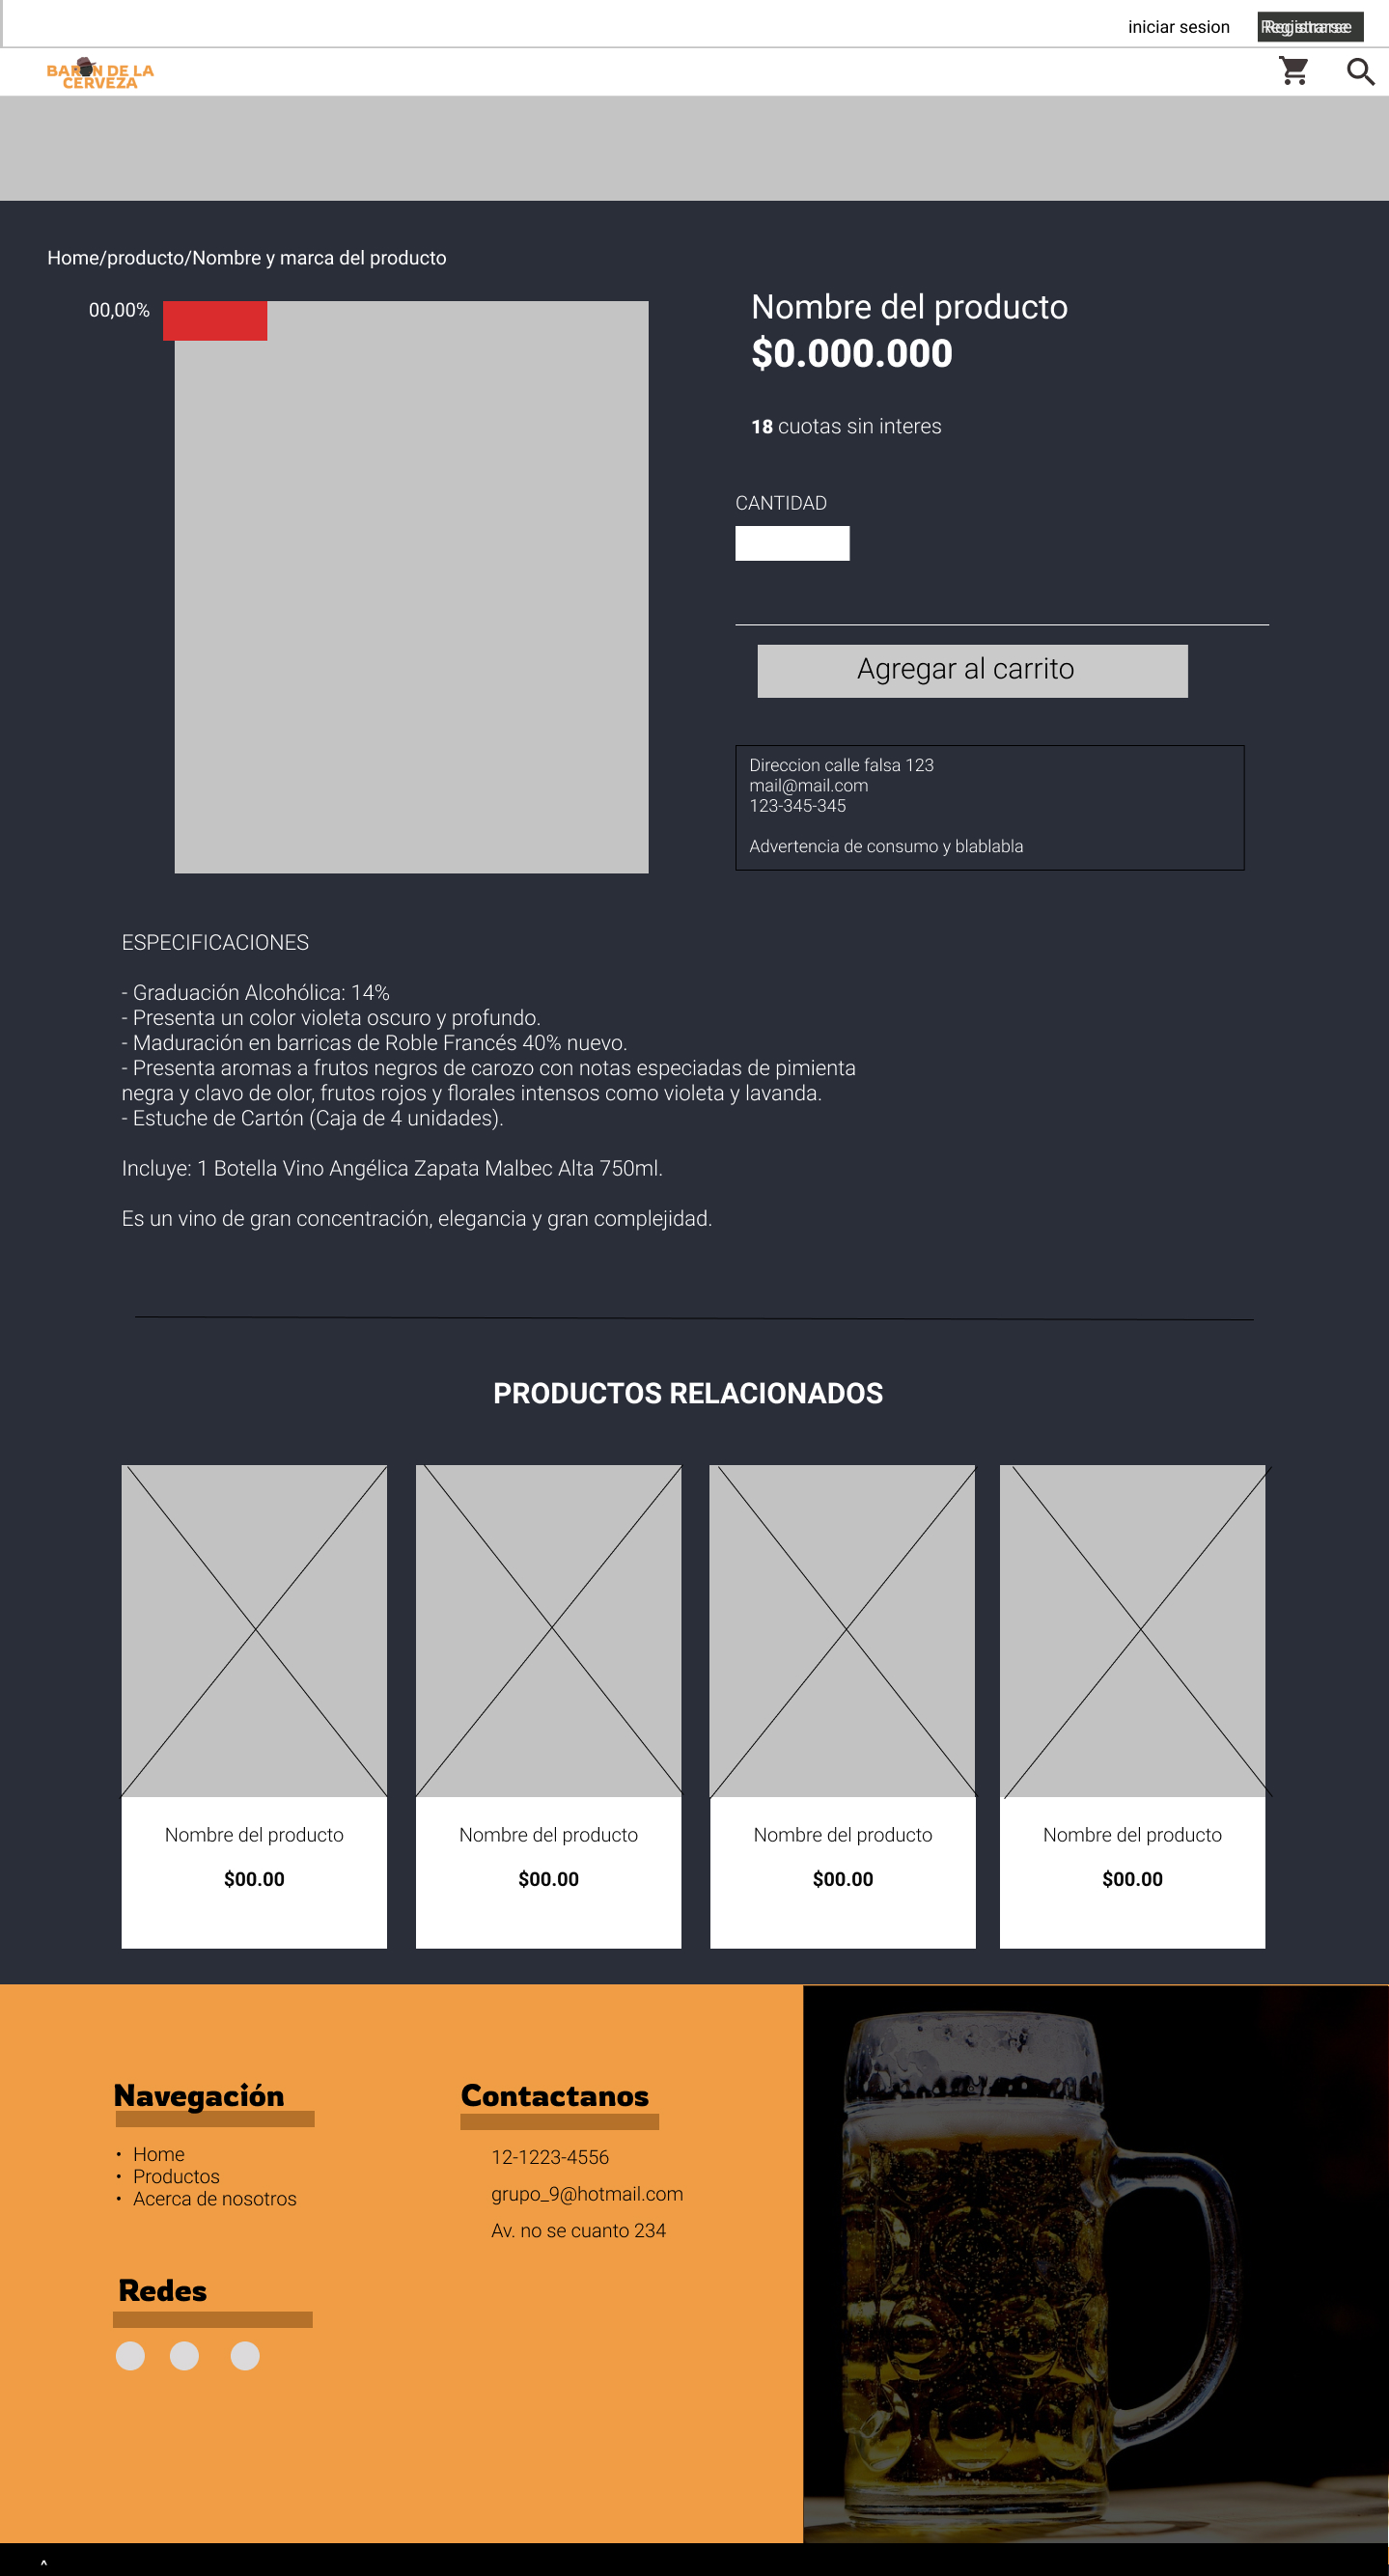 iniciar sesion
Registrarse
BARON DE LA
CERVEZA
Home/producto/Nombre y marca del producto
00,00%
Nombre del producto
$0.000.000
18 cuotas sin interes
CANTIDAD
Agregar al carrito
Direccion calle falsa 123
mail@mail.com
123-345-345
Advertencia de consumo y blablabla
ESPECIFICACIONES
- Graduación Alcohólica: 14%
- Presenta un color violeta oscuro y profundo.
- Maduración en barricas de Roble Francés 40% nuevo.
- Presenta aromas a frutos negros de carozo con notas especiadas de pimienta
negra y clavo de olor, frutos rojos y florales intensos como violeta y lavanda.
- Estuche de Cartón (Caja de 4 unidades).
Incluye: 1 Botella Vino Angélica Zapata Malbec Alta 750ml.
Es un vino de gran concentración, elegancia y gran complejidad.
PRODUCTOS RELACIONADOS
Nombre del producto
$00.00
Nombre del producto
$00.00
Nombre del producto
$00.00
Nombre del producto
$00.00
Navegación
• Home
• Productos
• Acerca de nosotros
Redes
Contactanos
12-1223-4556
grupo_9@hotmail.com
Av. no se cuanto 234
^